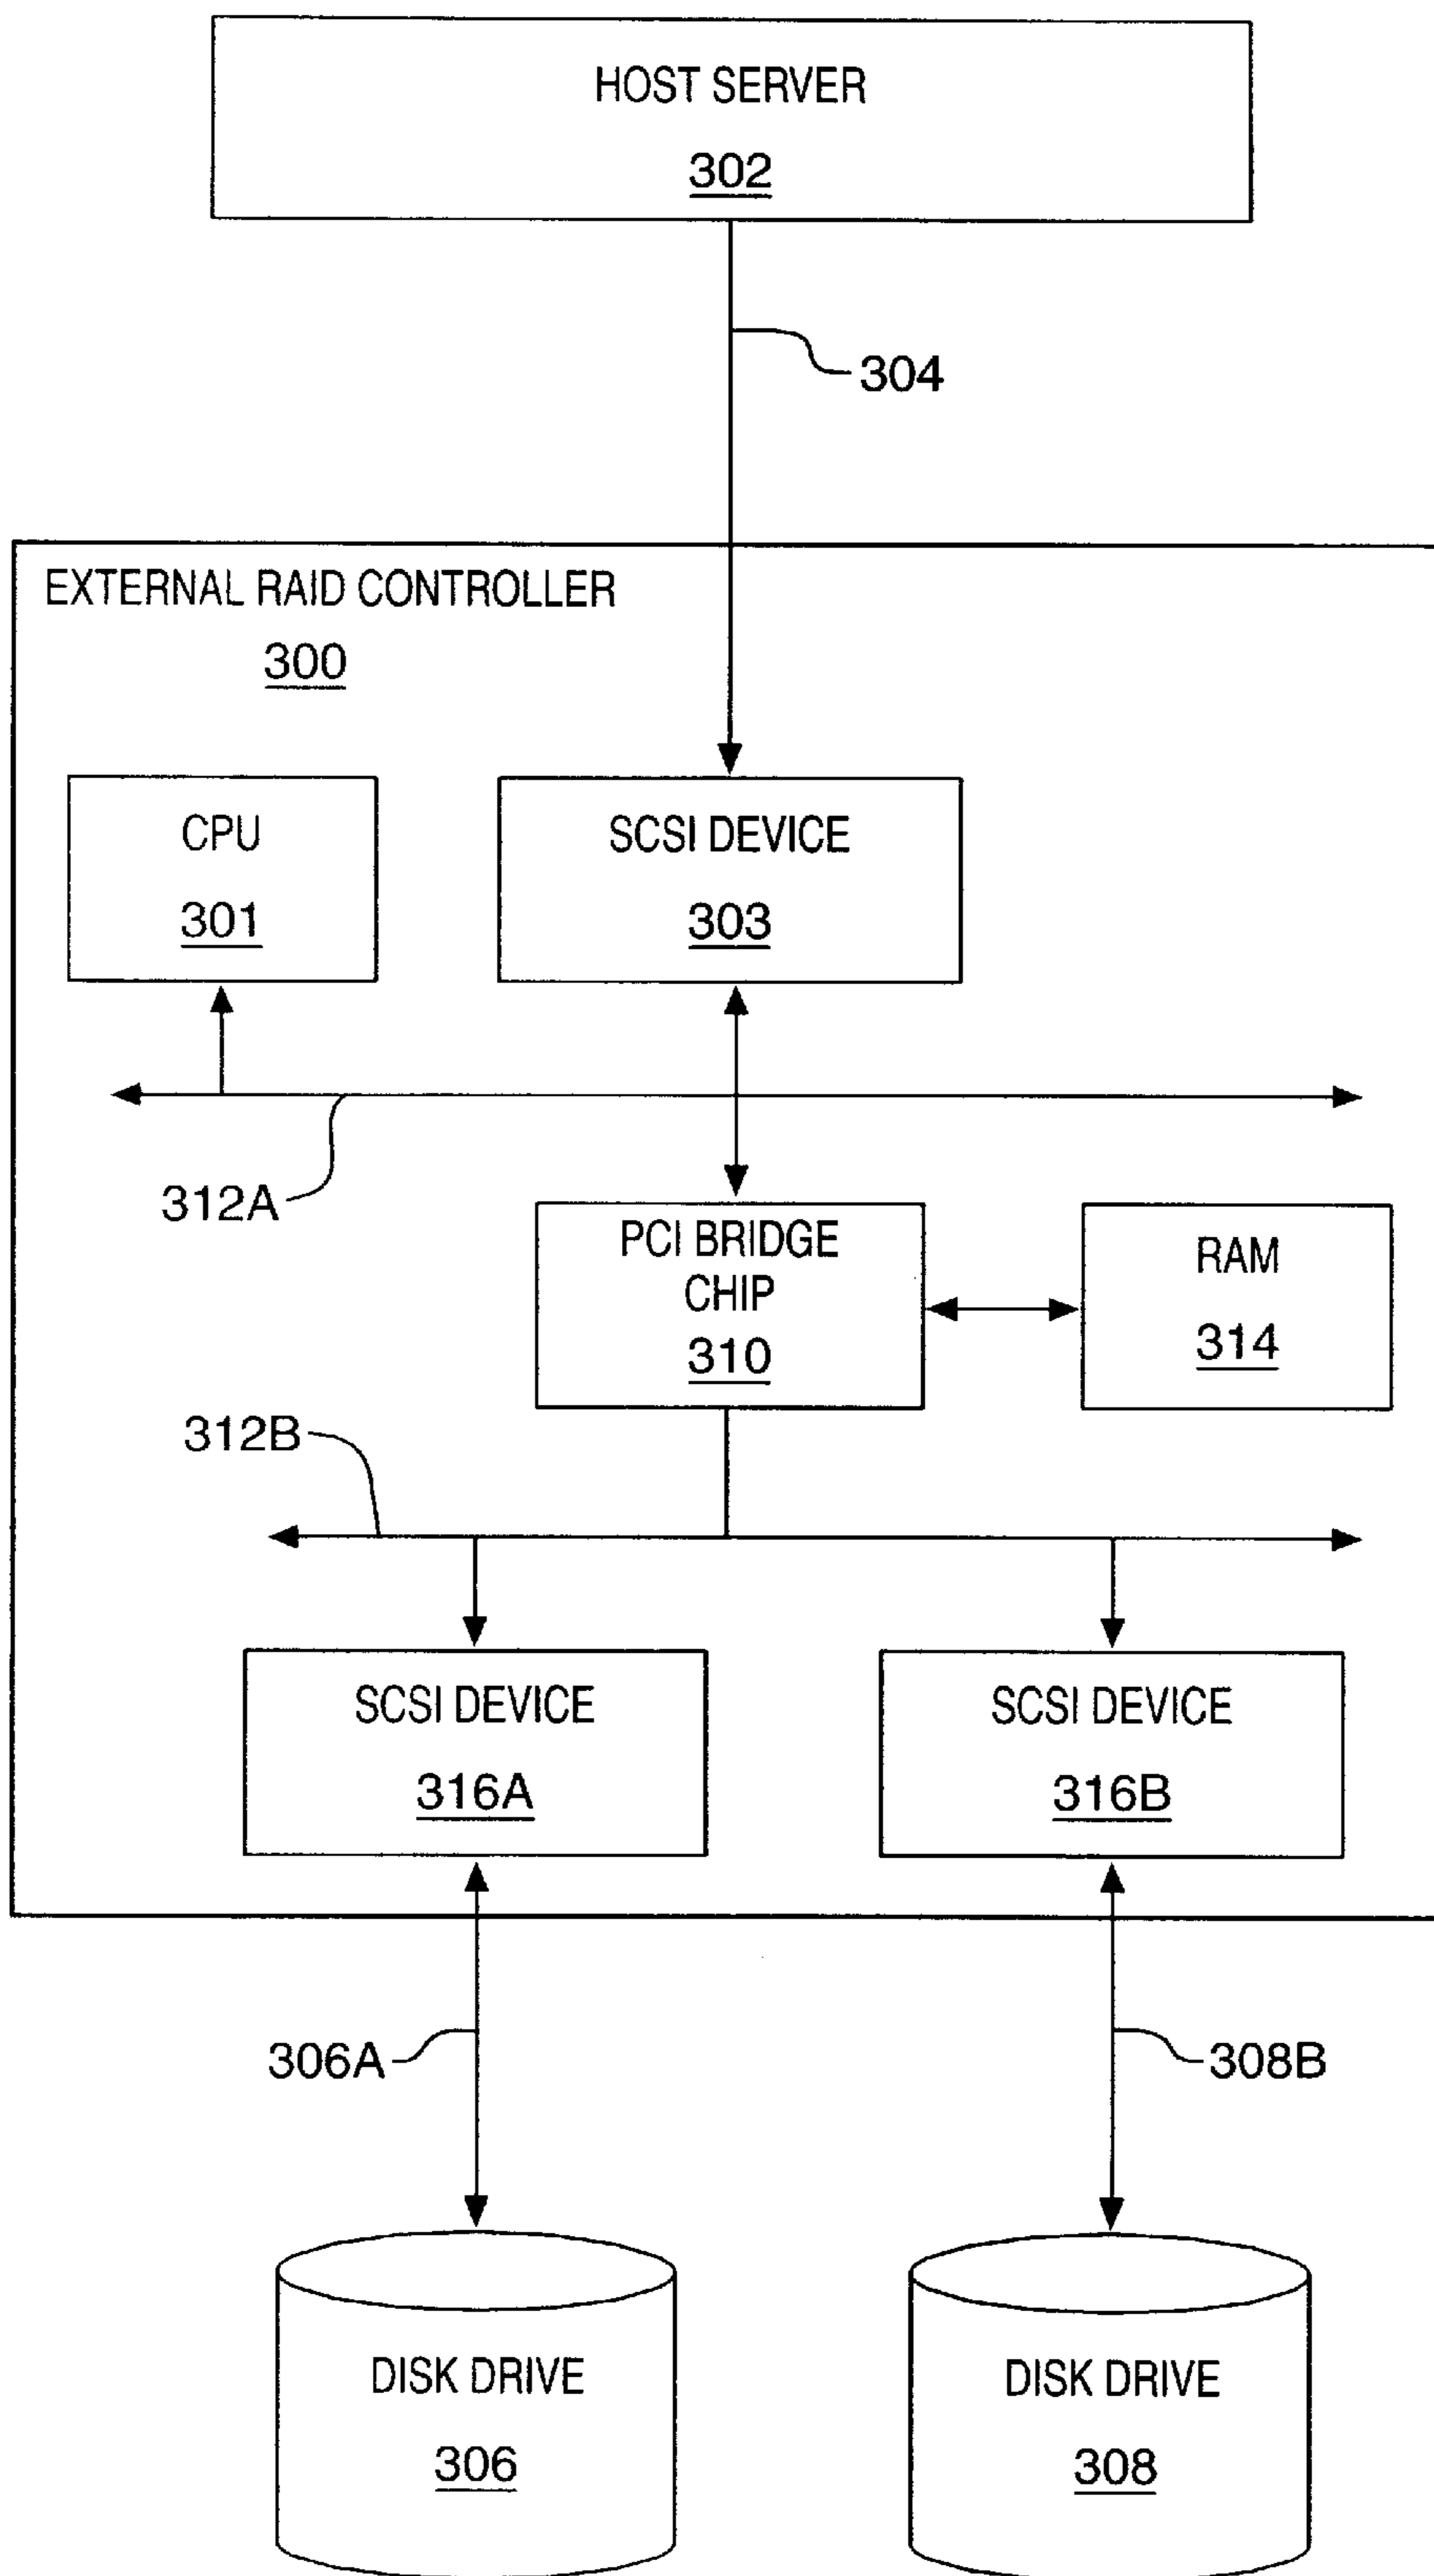 HOST SERVER
302
304
EXTERNAL RAID CONTROLLER
300
CPU
301
SCSI DEVICE
303
312A
PCI BRIDGE
CHIP
310
RAM
314
312B
SCSI DEVICE
316A
SCSI DEVICE
316B
306A
308B
DISK DRIVE
306
DISK DRIVE
308